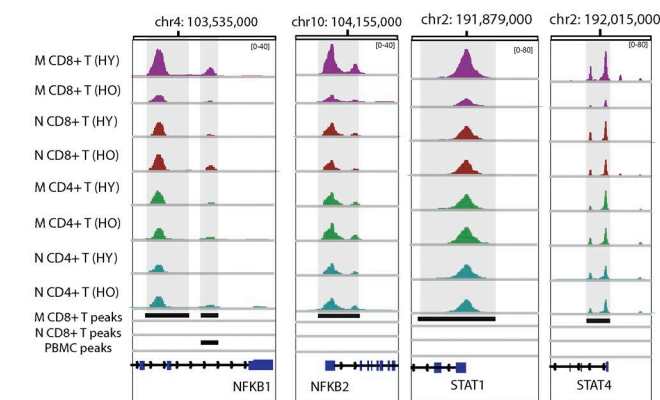 chr4: 103,535,000 chr10: 104,155,000 chr2: 191,879,000 chr2: 192,015,000
[0-40] [0-40] [0-80] [0-80]
M CD8+ T (HY)
M CD8+ T (HO)
N CD8+ T (HY)
N CD8+ T (HO)
M CD4+ T (HY)
M CD4+ T (HO)
N CD4+ T (HY)
N CD4+ T (HO)
M CD8+ T peaks
N CD8+ T peaks
PBMC peaks
NFKB1 NFKB2 STAT1 STAT4